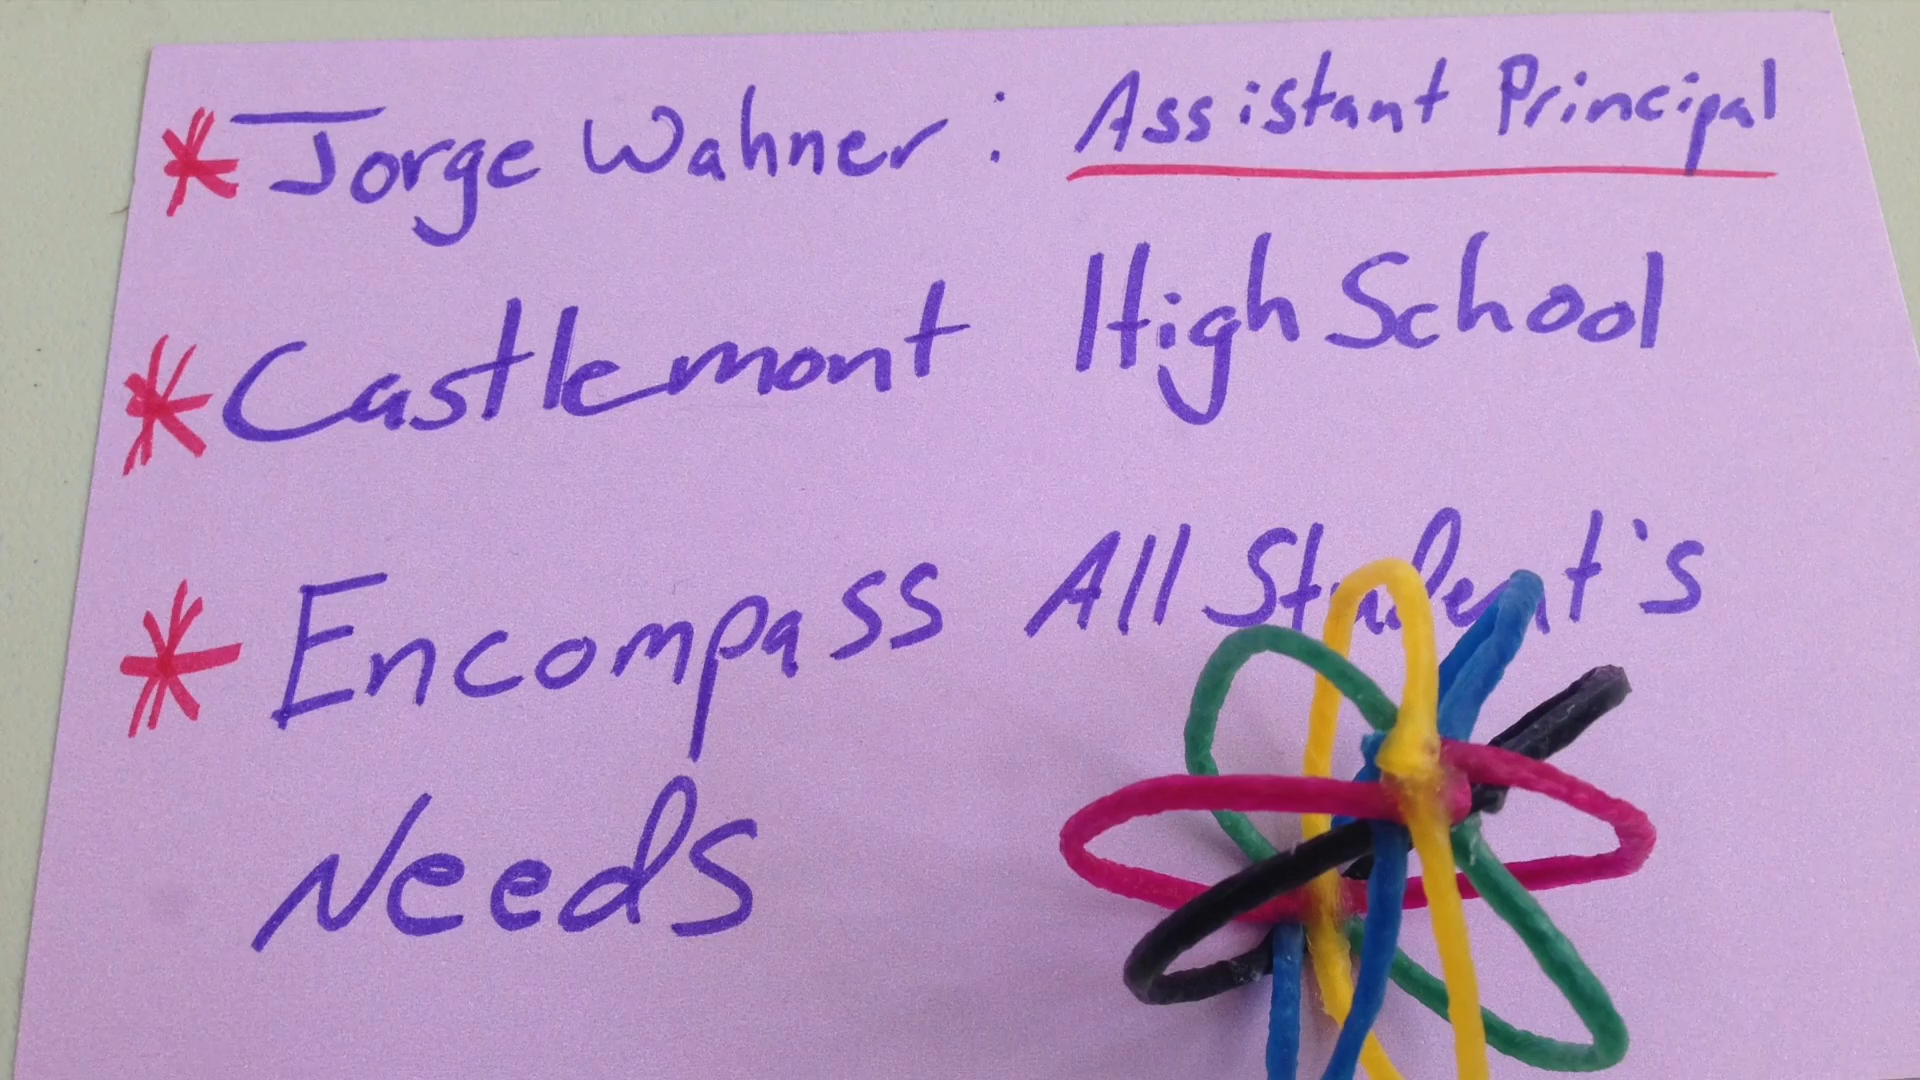 * Jorge Wahner: Assistant Principal
* Castlemont High School
* Encompass All Student's
Needs